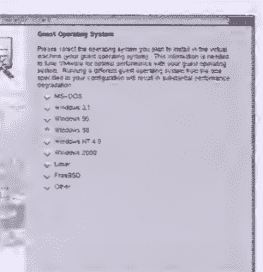 Guest Operating System
Please select the operating system you plan to install in the virtual
machine (your guest operating system). This information is needed
to tune VMware for optimal performance with your guest operating
system. Running a different guest operating system from the one
specified in your configuration will result in substantial performance
degradation
MS-DOS
Windows 3.1
Windows 95
Windows 98
Windows NT 4.0
Windows 2000
Linux
FreeBSD
Other